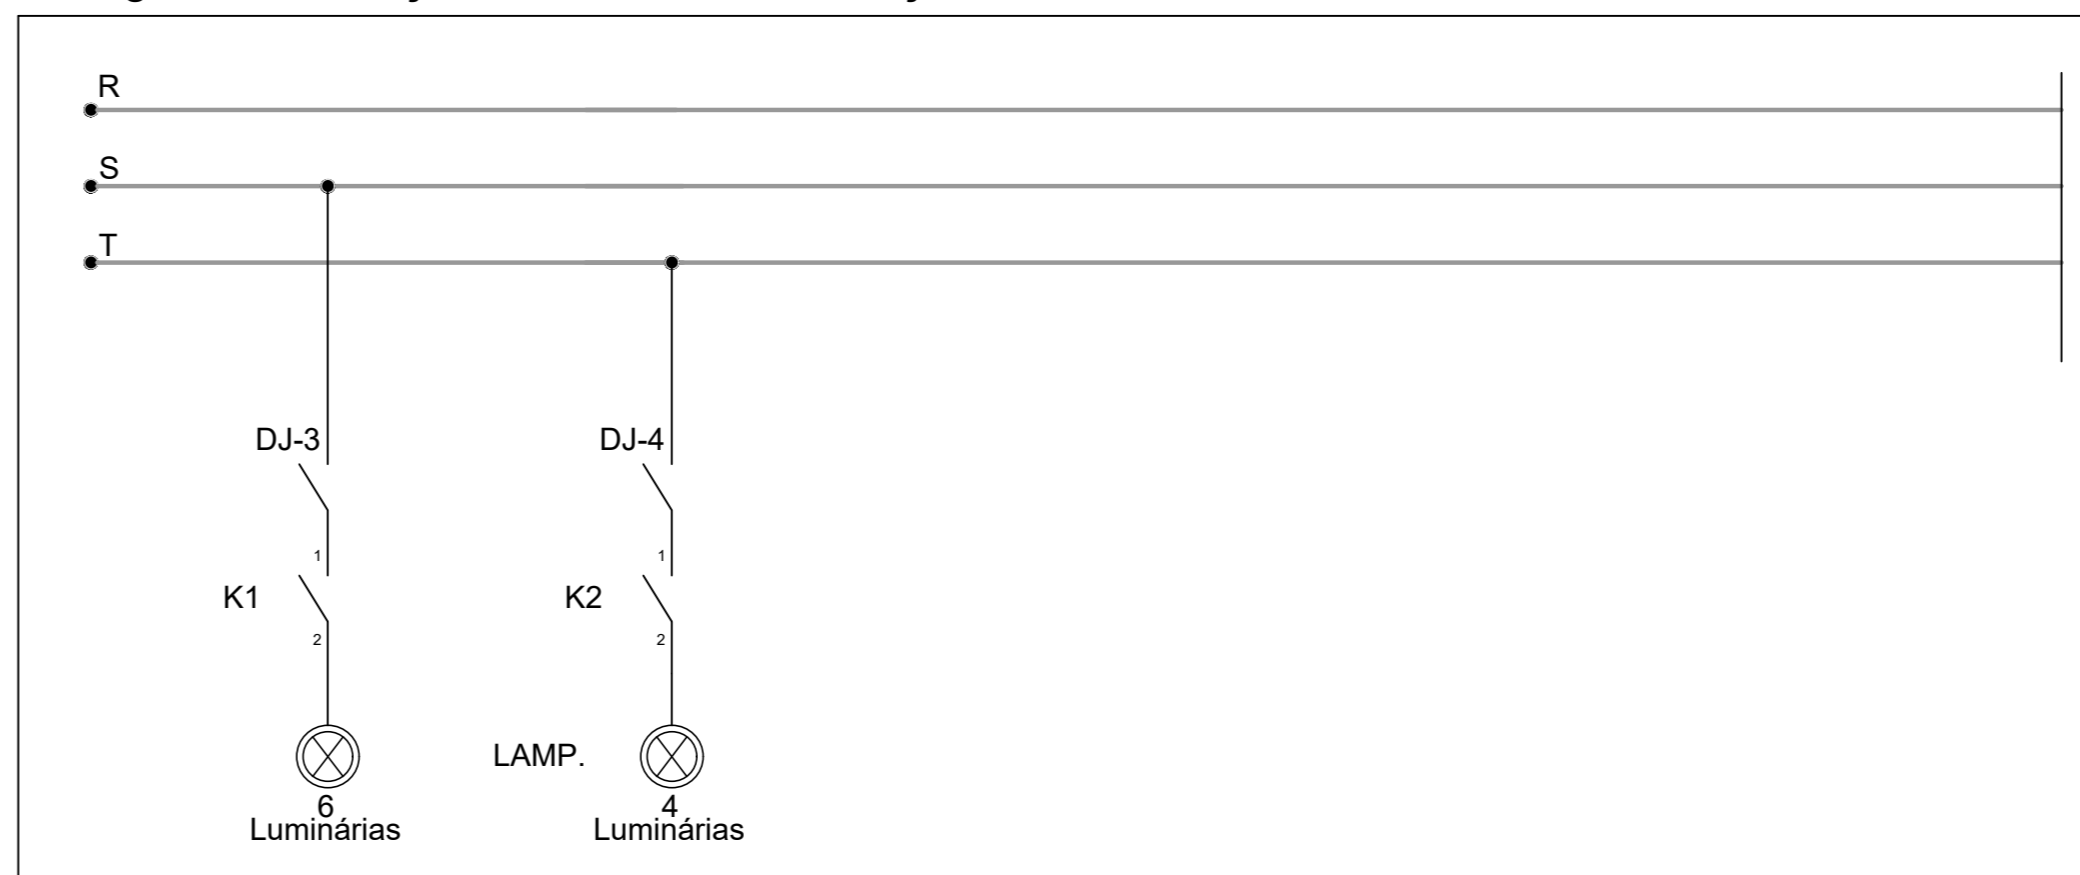 R
S
T
DJ-3 DJ-4
1 1
K1 K2
2 2
LAMP.
6 4
Luminárias Luminárias